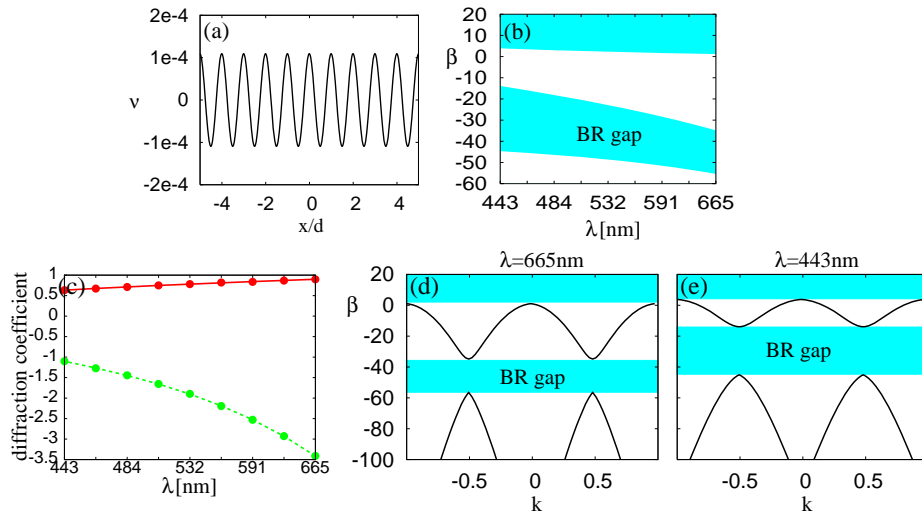 (a)
2e-4
1e-4
0
-1e-4
-2e-4
ν
-4 -2 0 2 4
x/d
(b)
20
10
0
-10
-20
-30
-40
-50
-60
β
BR gap
443 484 532 591 665
λ[nm]
(c)
1
0.5
0
-0.5
-1
-1.5
-2
-2.5
-3
-3.5
diffraction coefficient
443 484 532 591 665
λ[nm]
λ=665nm
(d)
20
0
-20
-40
-60
-80
-100
β
BR gap
-0.5 0 0.5
k
λ=443nm
(e)
BR gap
-0.5 0 0.5
k